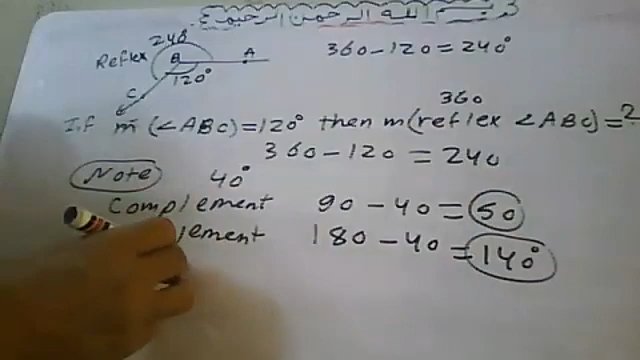 بسم الله الرحمن الرحيم
240
Reflex B A 360-120=240°
120°
C
360
If m̄ (∠ABC)=120° then m(reflex ∠ABC)=?
360-120=240
Note 40°
complement 90-40=50
lement 180-40=140°